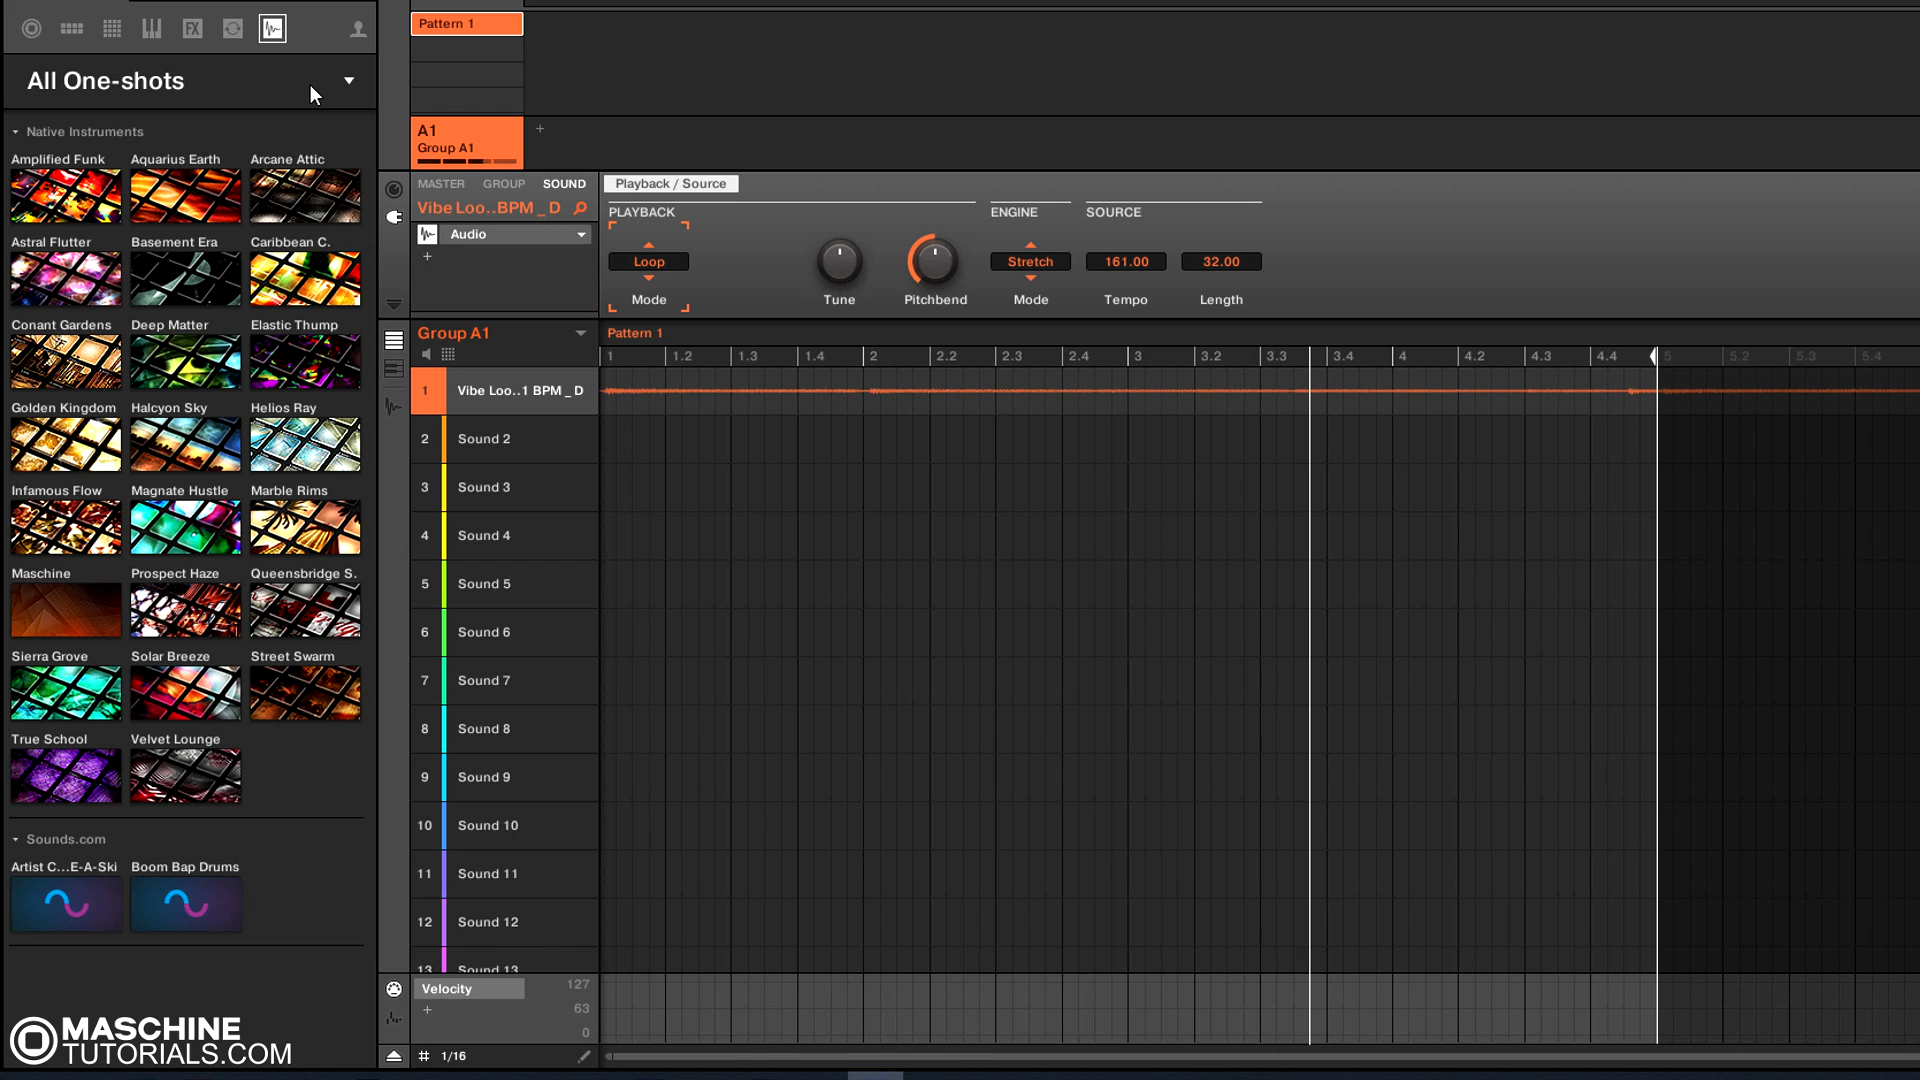 FX
All One-shots
Native Instruments
Amplified Funk
Aquarius Earth
Arcane Attic
Astral Flutter
Basement Era
Caribbean C.
Conant Gardens
Deep Matter
Elastic Thump
Golden Kingdom
Halcyon Sky
Helios Ray
Infamous Flow
Magnate Hustle
Marble Rims
Maschine
Prospect Haze
Queensbridge S.
Sierra Grove
Solar Breeze
Street Swarm
True School
Velvet Lounge
Sounds.com
Artist C...E-A-Ski
Boom Bap Drums
MASCHINE
TUTORIALS.COM
Pattern 1
A1
Group A1
+
MASTER GROUP SOUND
Vibe Loo..BPM _ D
Audio
+
Playback / Source
PLAYBACK
ENGINE
SOURCE
Loop
Stretch
161.00
32.00
Mode
Tune
Pitchbend
Mode
Tempo
Length
Group A1
Pattern 1
1 1.2 1.3 1.4 2 2.2 2.3 2.4 3 3.2 3.3 3.4 4 4.2 4.3 4.4 5 5.2 5.3 5.4
1 Vibe Loo..1 BPM _ D
2 Sound 2
3 Sound 3
4 Sound 4
5 Sound 5
6 Sound 6
7 Sound 7
8 Sound 8
9 Sound 9
10 Sound 10
11 Sound 11
12 Sound 12
13 Sound 13
Velocity
+
127
63
0
# 1/16